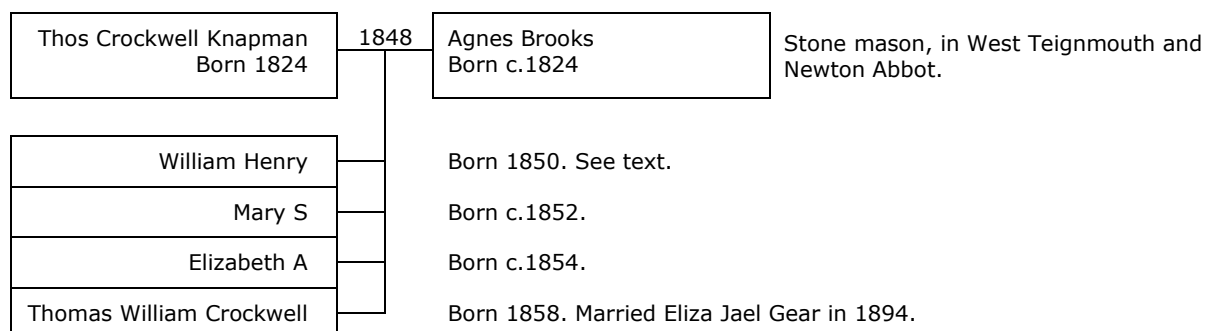 Thos Crockwell Knapman
Born 1824
1848
Agnes Brooks
Born c.1824
Stone mason, in West Teignmouth and
Newton Abbot.
William Henry
Born 1850. See text.
Mary S
Born c.1852.
Elizabeth A
Born c.1854.
Thomas William Crockwell
Born 1858. Married Eliza Jael Gear in 1894.